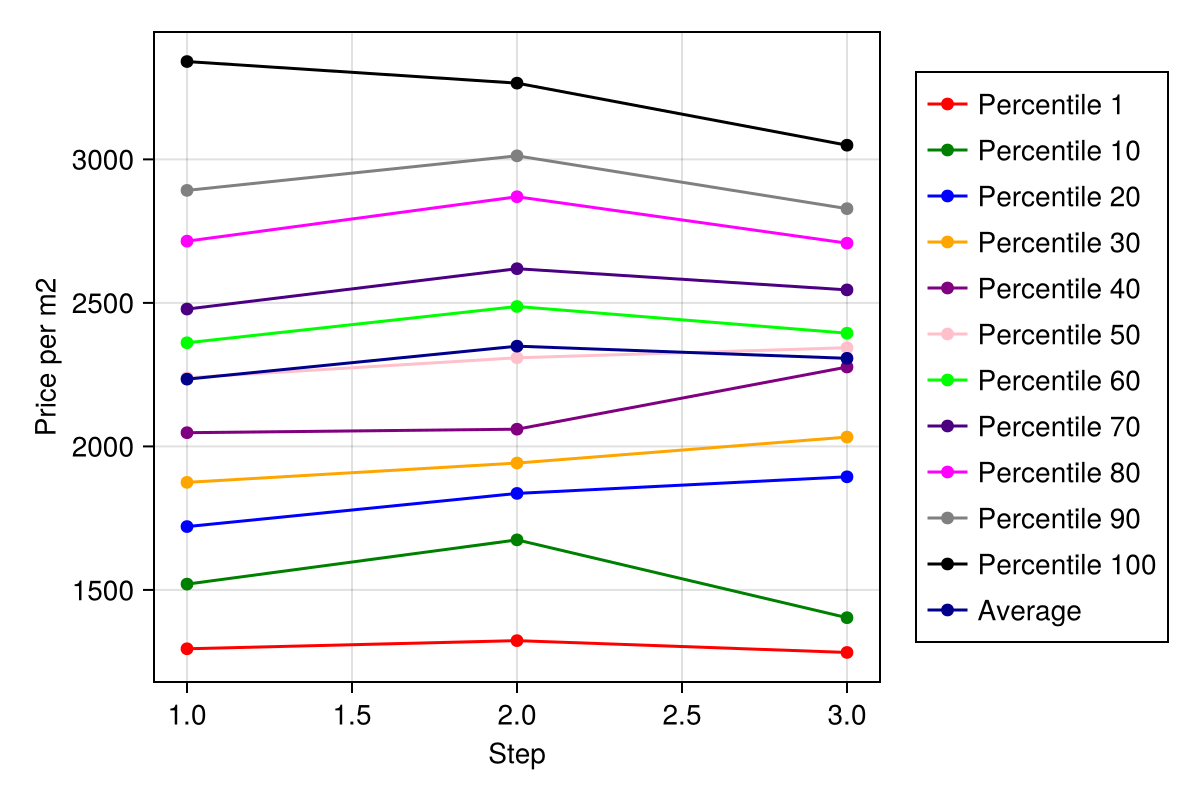 Price per m2
3000
2500
2000
1500
1.0 1.5 2.0 2.5 3.0
Step
Percentile 1
Percentile 10
Percentile 20
Percentile 30
Percentile 40
Percentile 50
Percentile 60
Percentile 70
Percentile 80
Percentile 90
Percentile 100
Average